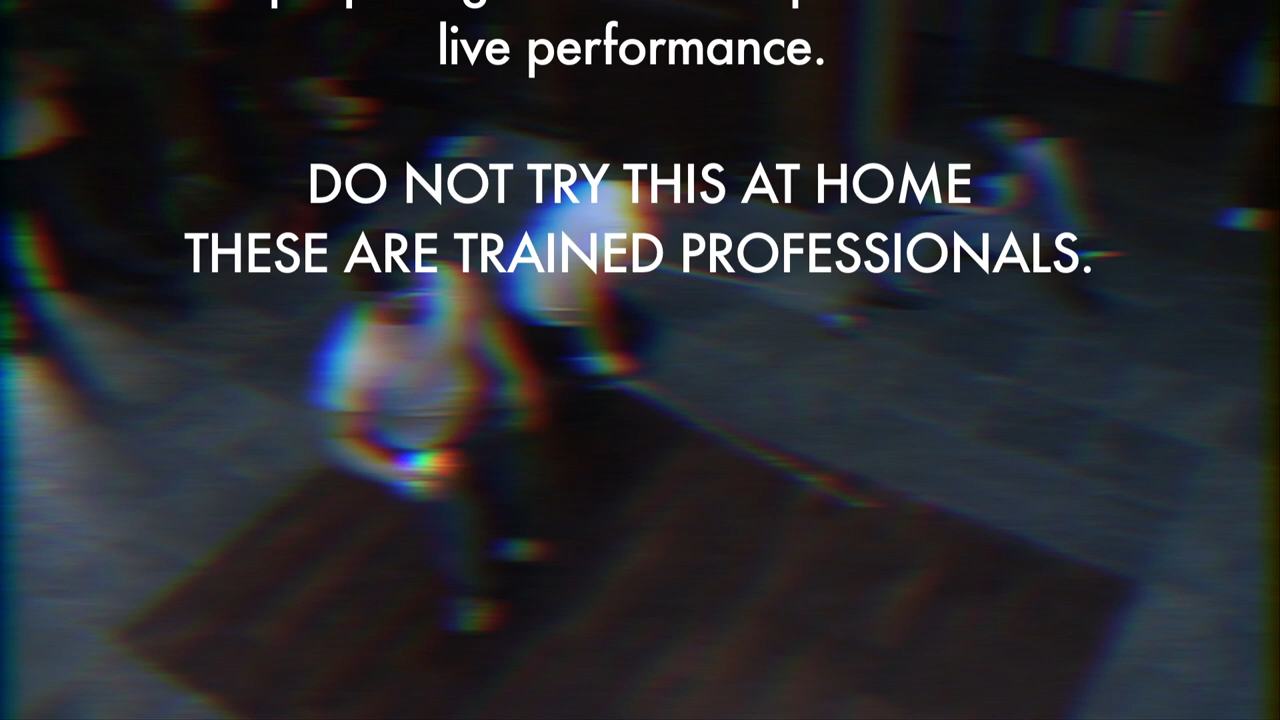 live performance.
DO NOT TRY THIS AT HOME
THESE ARE TRAINED PROFESSIONALS.